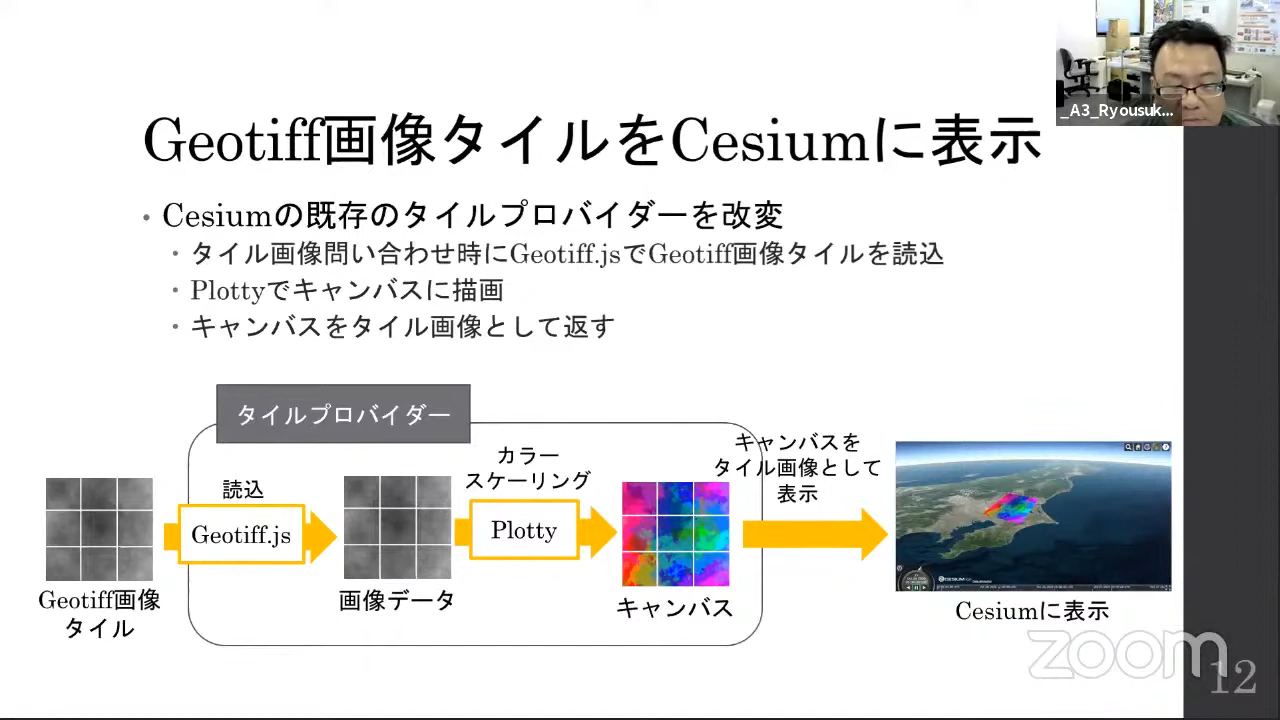 _A3_Ryousuk...
Geotiff画像タイルをCesiumに表示
• Cesiumの既存のタイルプロバイダーを改変
• タイル画像問い合わせ時にGeotiff.jsでGeotiff画像タイルを読込
• Plottyでキャンバスに描画
• キャンバスをタイル画像として返す
タイルプロバイダー
読込
Geotiff.js
カラー
スケーリング
Plotty
キャンバスを
タイル画像として
表示
Geotiff画像
タイル
画像データ
キャンバス
CESIUM
Cesiumに表示
zoom
12